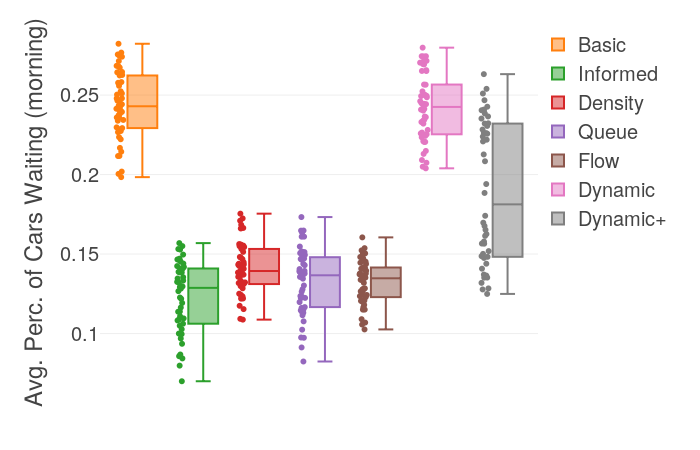 Avg. Perc. of Cars Waiting (morning)
0.25
0.2
0.15
0.1
Basic
Informed
Density
Queue
Flow
Dynamic
Dynamic+